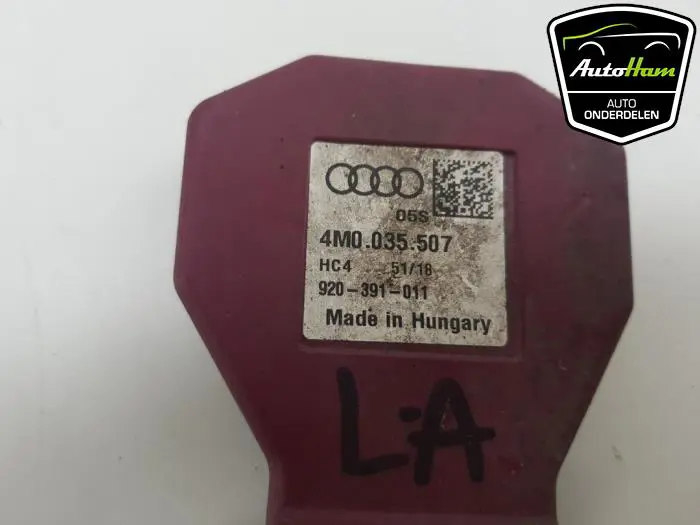 AutoHam
AUTO
ONDERDELEN
05S
4M0.035.507
HC4 51/18
920-391-011
Made in Hungary
L.A